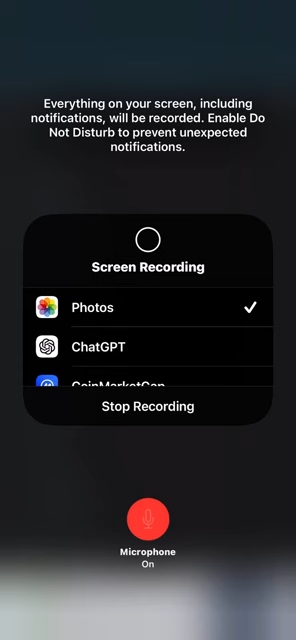 Everything on your screen, including
notifications, will be recorded. Enable Do
Not Disturb to prevent unexpected
notifications.
Screen Recording
Photos
ChatGPT
CoinMarketCap
Stop Recording
Microphone
On